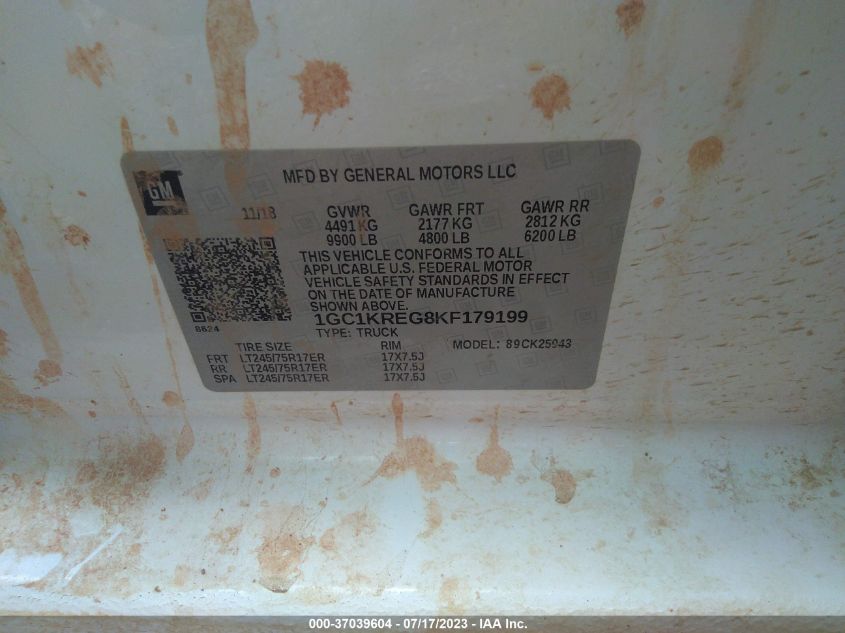 GM
MFD BY GENERAL MOTORS LLC
11/18 GVWR GAWR FRT GAWR RR
4491 KG 2177 KG 2812 KG
9900 LB 4800 LB 6200 LB
THIS VEHICLE CONFORMS TO ALL
APPLICABLE U.S. FEDERAL MOTOR
VEHICLE SAFETY STANDARDS IN EFFECT
ON THE DATE OF MANUFACTURE
SHOWN ABOVE.
8624
1GC1KREG8KF179199
TYPE: TRUCK
TIRE SIZE RIM MODEL: 89CK25943
FRT LT245/75R17ER 17X7.5J
RR LT245/75R17ER 17X7.5J
SPA LT245/75R17ER 17X7.5J
000-37039604 - 07/17/2023 - IAA Inc.